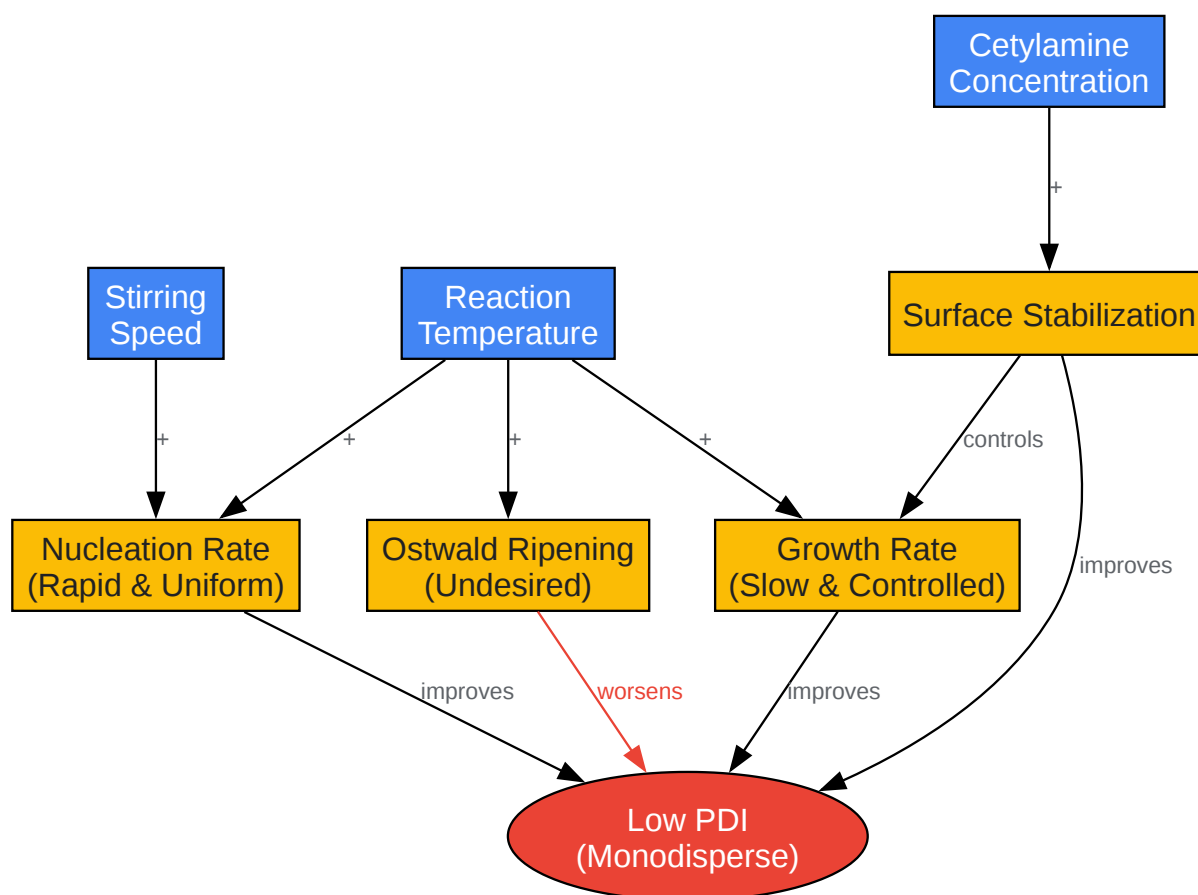 Cetylamine
Concentration
+
Stirring
Speed
Reaction
Temperature
Surface Stabilization
+
+
+
+
controls
Nucleation Rate
(Rapid & Uniform)
Ostwald Ripening
(Undesired)
Growth Rate
(Slow & Controlled)
improves
improves
worsens
improves
Low PDI
(Monodisperse)